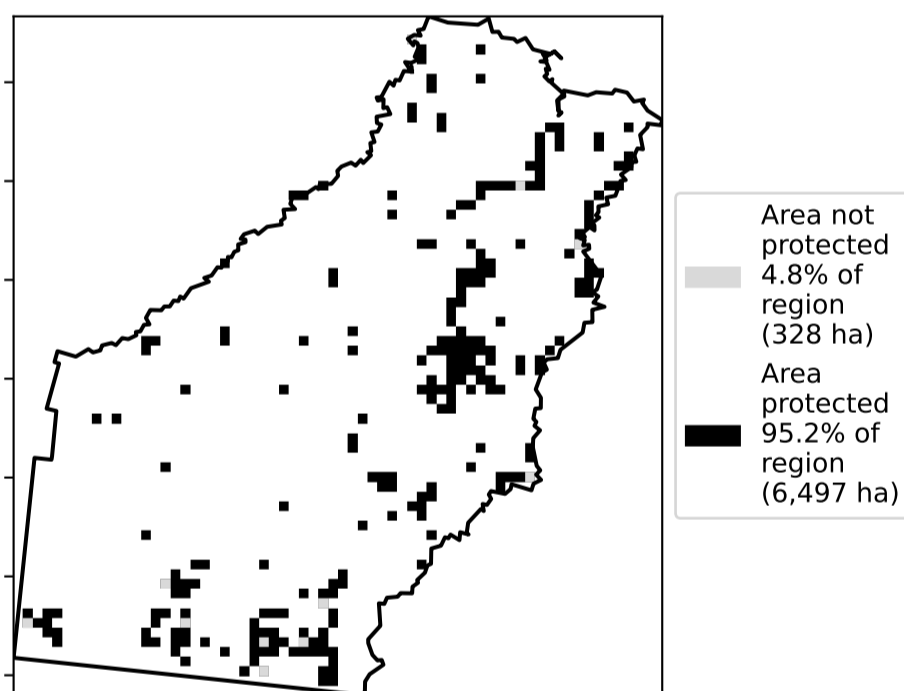 Area not
protected
4.8% of
region
(328 ha)
Area
protected
95.2% of
region
(6,497 ha)